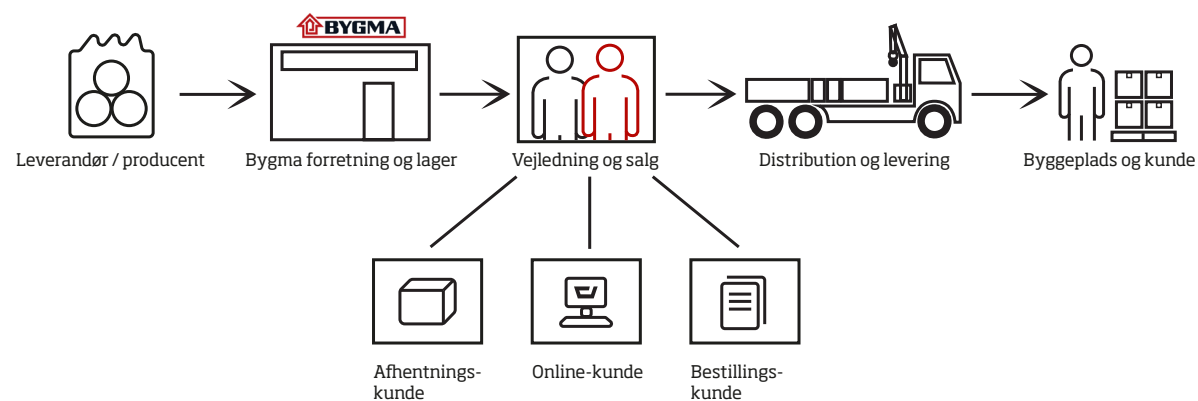 BYGMA
Leverandør / producent
Bygma forretning og lager
Vejledning og salg
Distribution og levering
Byggeplads og kunde
Afhentnings-
kunde
Online-kunde
Bestillings-
kunde